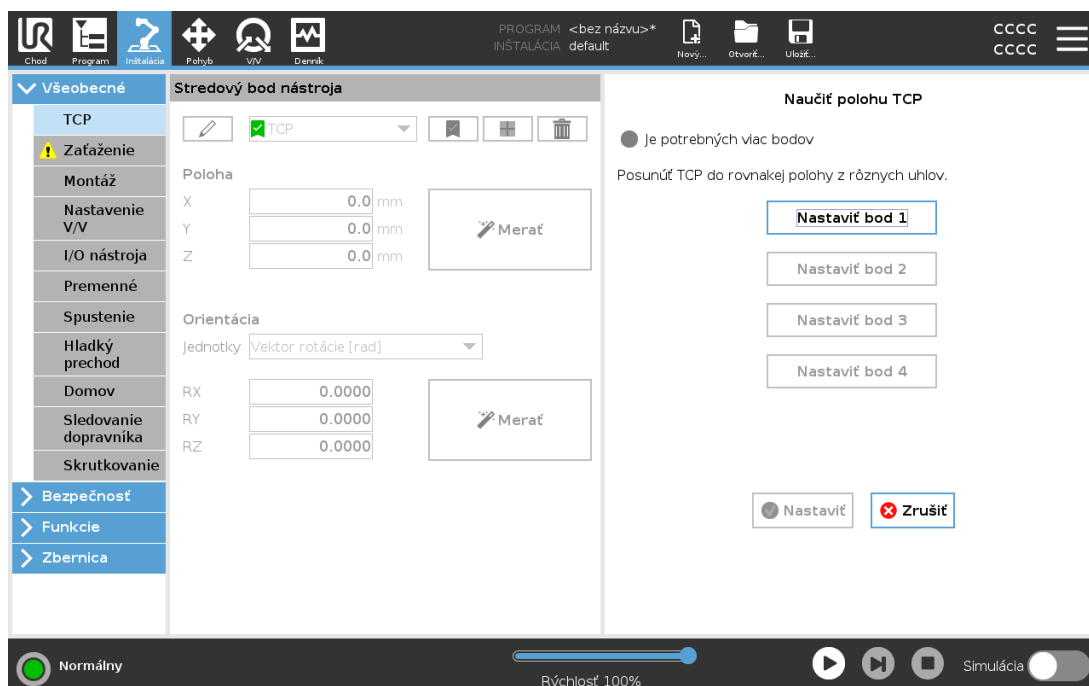 UR
Chod
Program
Inštalácia
Pohyb
V/V
Denník
PROGRAM <bez názvu>*
INŠTALÁCIA default
Nový...
Otvoriť...
Uložiť...
CCCC
CCCC
Všeobecné
TCP
Zaťaženie
Montáž
Nastavenie
V/V
I/O nástroja
Premenné
Spustenie
Hladký
prechod
Domov
Sledovanie
dopravníka
Skrutkovanie
Bezpečnosť
Funkcie
Zbernica
Stredový bod nástroja
TCP
Poloha
X 0.0 mm
Y 0.0 mm
Z 0.0 mm
Merať
Orientácia
Jednotky Vektor rotácie [rad]
RX 0.0000
RY 0.0000
RZ 0.0000
Merať
Naučiť polohu TCP
Je potrebných viac bodov
Posunúť TCP do rovnakej polohy z rôznych uhlov.
Nastaviť bod 1
Nastaviť bod 2
Nastaviť bod 3
Nastaviť bod 4
Nastaviť
Zrušiť
Normálny
Rýchlosť 100%
Simulácia